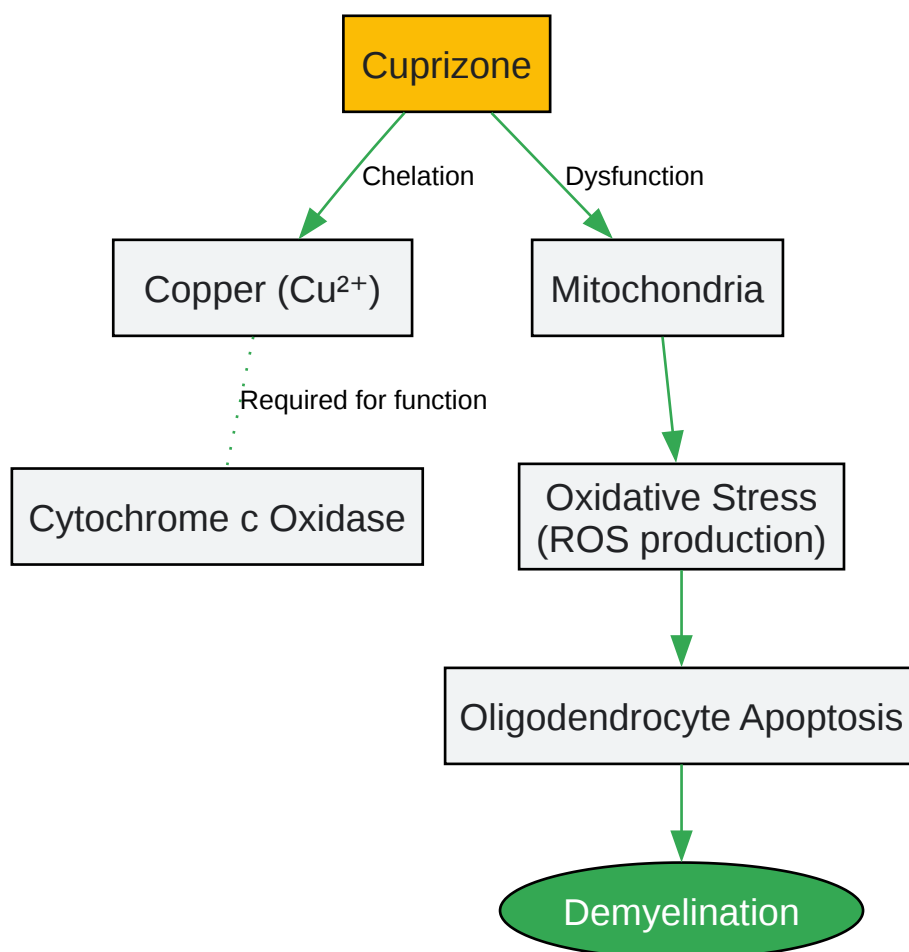 Cuprizone
Chelation
Dysfunction
Copper (Cu²⁺)
Mitochondria
Required for function
Cytochrome c Oxidase
Oxidative Stress
(ROS production)
Oligodendrocyte Apoptosis
Demyelination